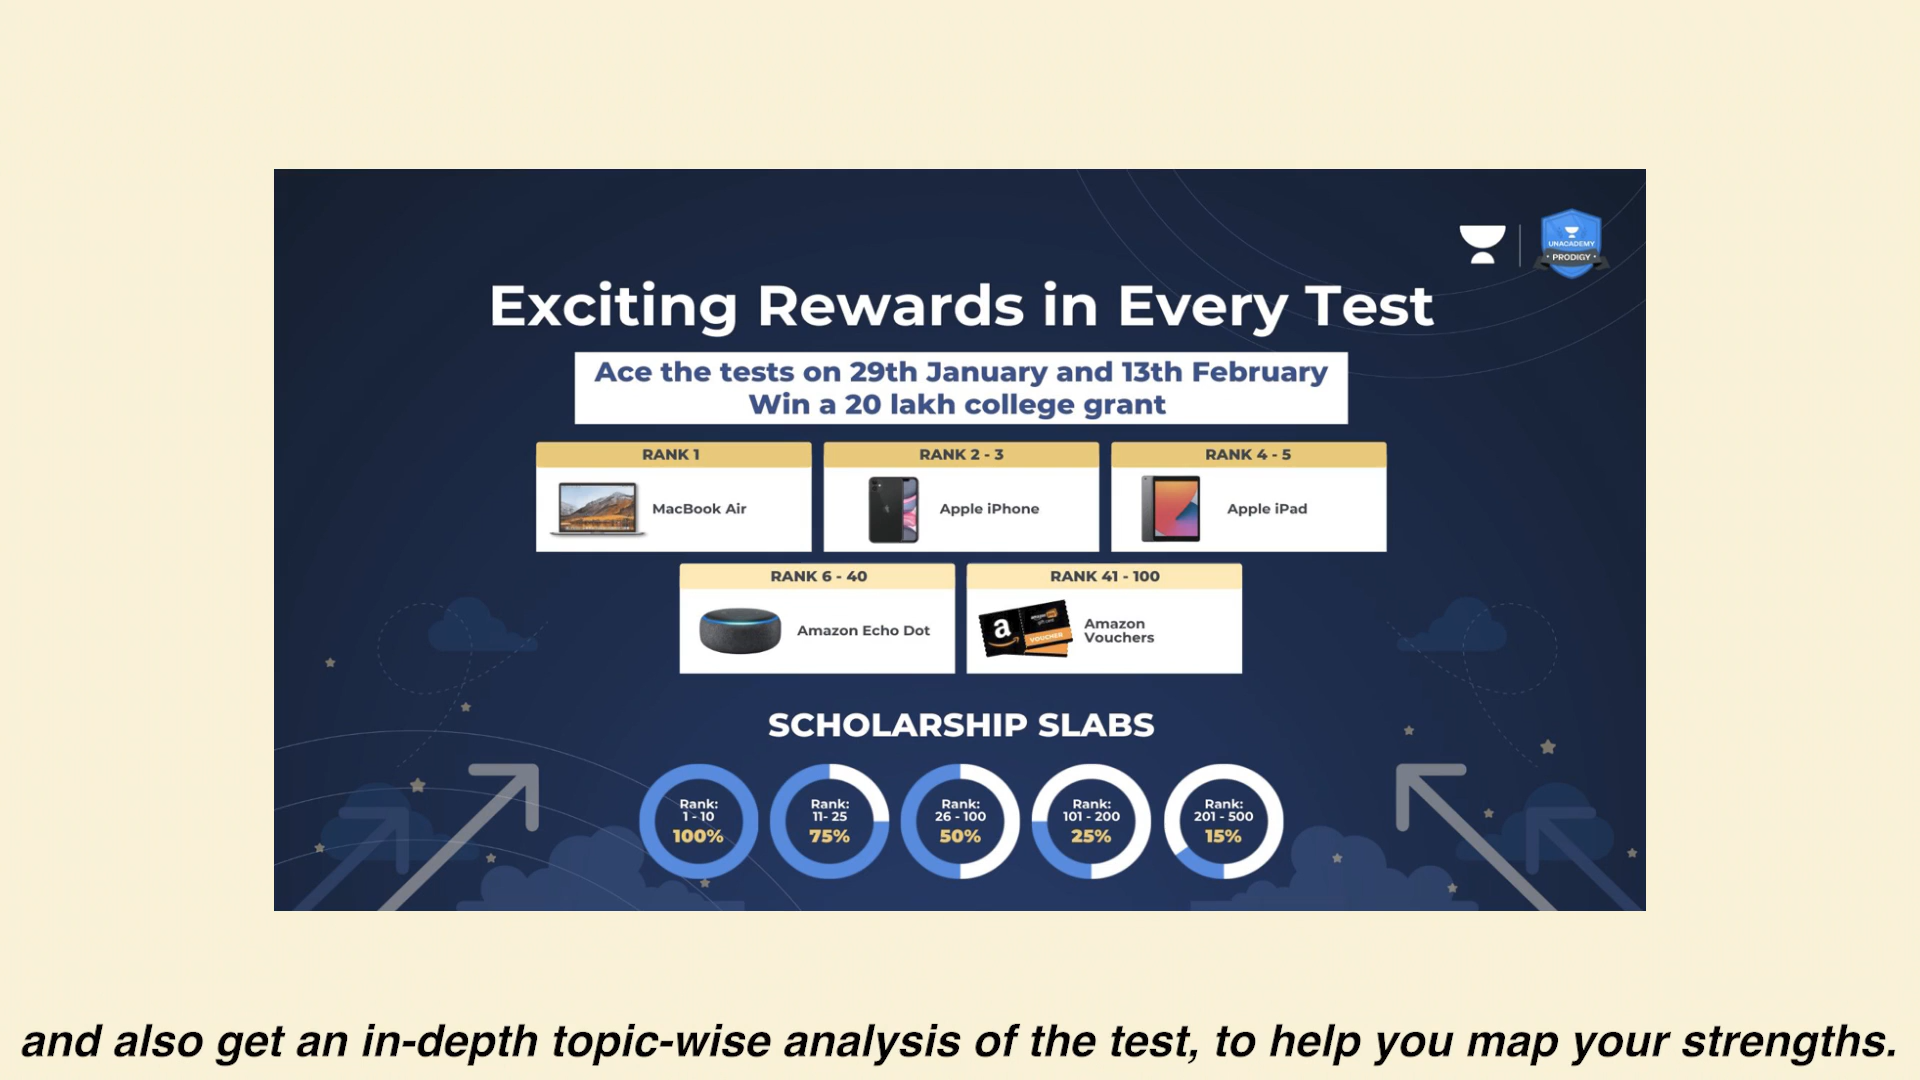 UNACADEMY
PRODIGY
Exciting Rewards in Every Test
Ace the tests on 29th January and 13th February
Win a 20 lakh college grant
RANK 1
MacBook Air
RANK 2 - 3
Apple iPhone
RANK 4 - 5
Apple iPad
RANK 6 - 40
Amazon Echo Dot
RANK 41 - 100
a
VOUCHER
Amazon
Vouchers
SCHOLARSHIP SLABS
Rank:
1 - 10
100%
Rank:
11- 25
75%
Rank:
26 - 100
50%
Rank:
101 - 200
25%
Rank:
201 - 500
15%
and also get an in-depth topic-wise analysis of the test, to help you map your strengths.